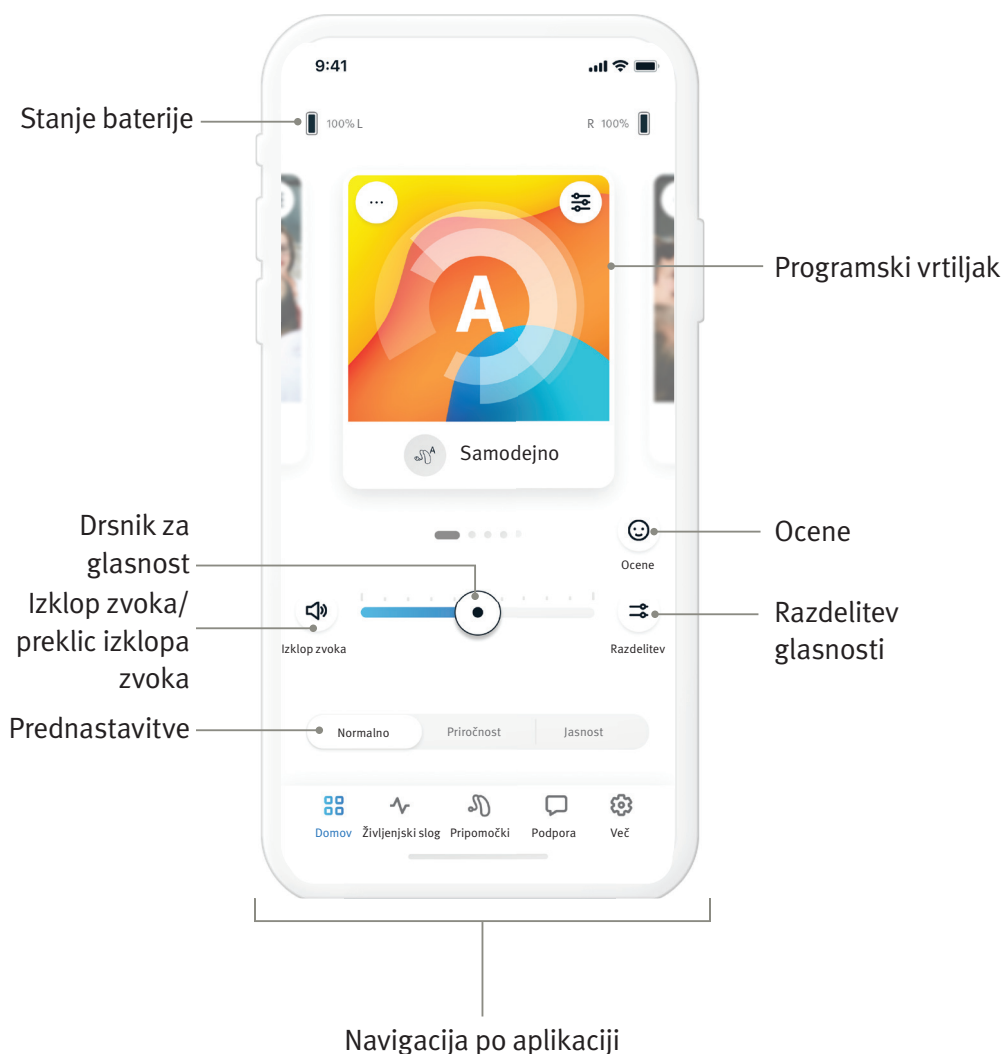 9:41
Stanje baterije
100% L
R 100%
A
Programski vrtiljak
A
Samodejno
Drsnik za
glasnost
Ocene
Ocene
Izklop zvoka/
preklic izklopa
zvoka
Izklop zvoka
Razdelitev
Razdelitev
glasnosti
Prednastavitve
Normalno
Priročnost
Jasnost
Domov
Življenjski slog
Pripomočki
Podpora
Več
Navigacija po aplikaciji